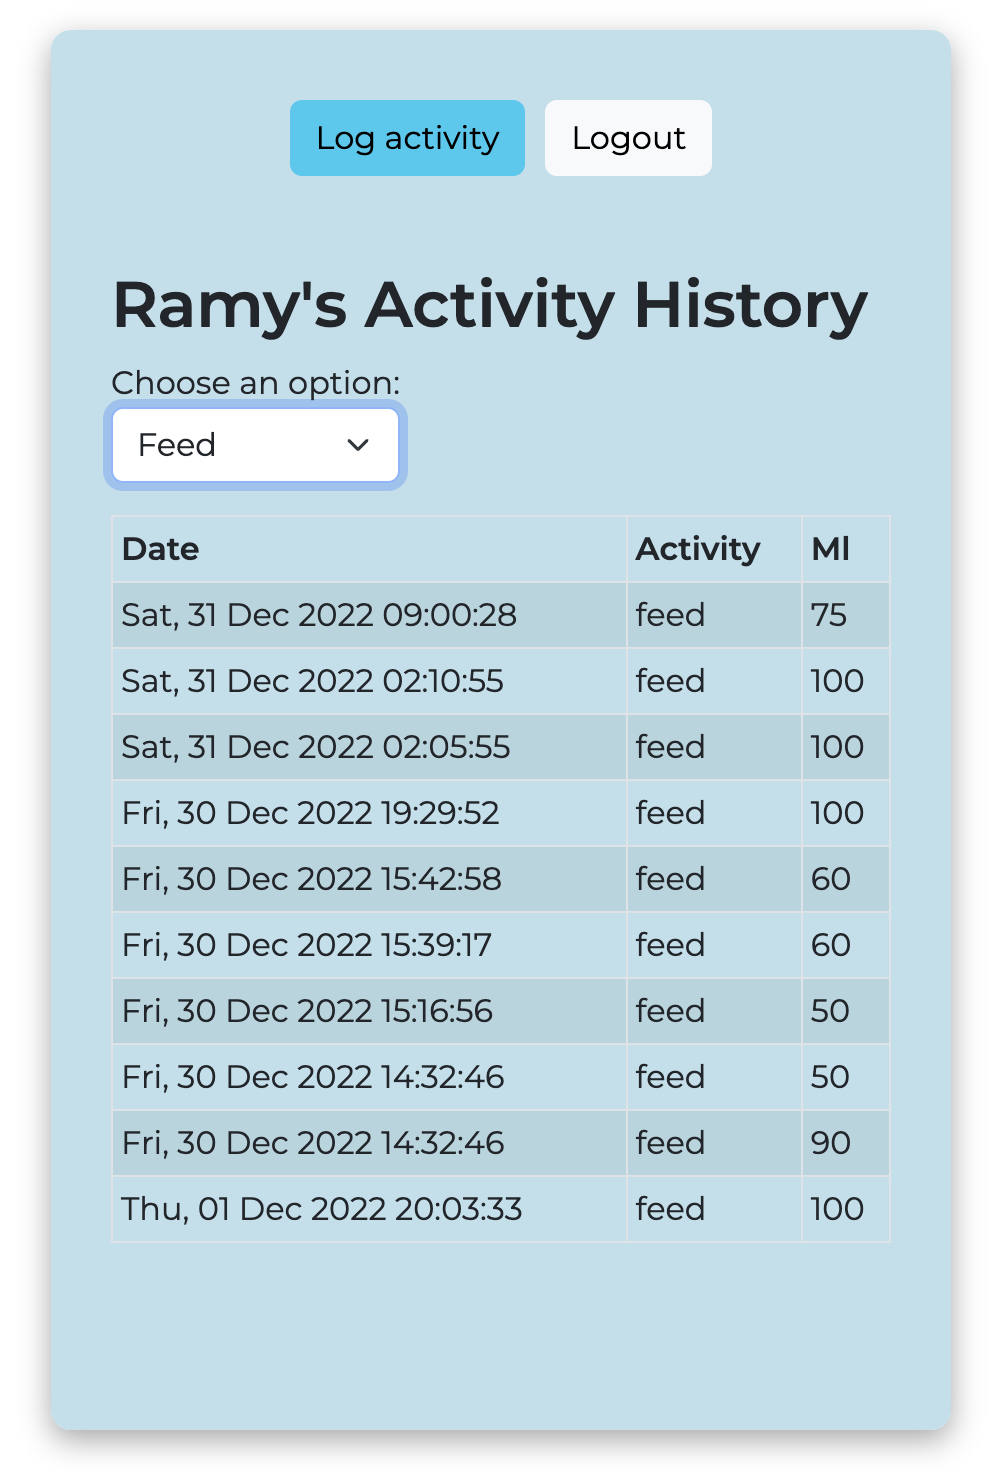 Log activity Logout
Ramy's Activity History
Choose an option:
Feed
Date Activity Ml
Sat, 31 Dec 2022 09:00:28 feed 75
Sat, 31 Dec 2022 02:10:55 feed 100
Sat, 31 Dec 2022 02:05:55 feed 100
Fri, 30 Dec 2022 19:29:52 feed 100
Fri, 30 Dec 2022 15:42:58 feed 60
Fri, 30 Dec 2022 15:39:17 feed 60
Fri, 30 Dec 2022 15:16:56 feed 50
Fri, 30 Dec 2022 14:32:46 feed 50
Fri, 30 Dec 2022 14:32:46 feed 90
Thu, 01 Dec 2022 20:03:33 feed 100